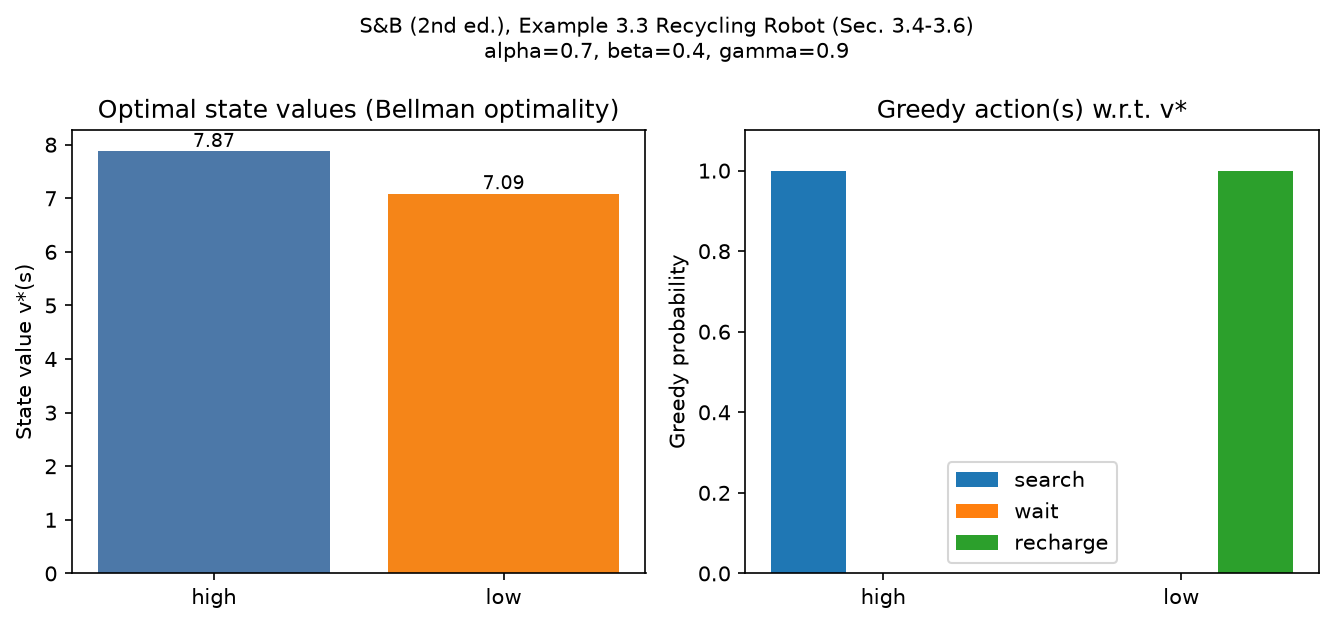 S&B (2nd ed.), Example 3.3 Recycling Robot (Sec. 3.4-3.6)
alpha=0.7, beta=0.4, gamma=0.9
Optimal state values (Bellman optimality)
State value v*(s)
8
7
6
5
4
3
2
1
0
7.87
7.09
high
low
Greedy action(s) w.r.t. v*
Greedy probability
1.0
0.8
0.6
0.4
0.2
0.0
search
wait
recharge
high
low